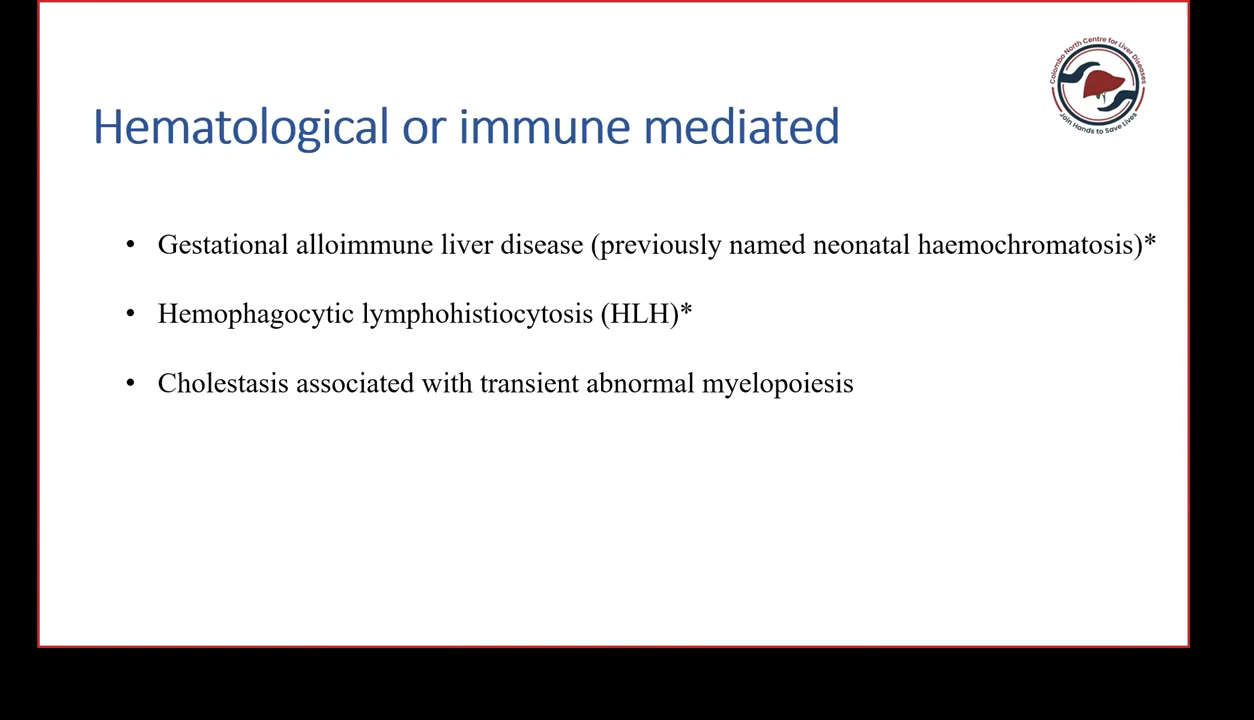 Colombo North Centre for Liver Diseases
Join Hands to Save Lives
Hematological or immune mediated
• Gestational alloimmune liver disease (previously named neonatal haemochromatosis)*
• Hemophagocytic lymphohistiocytosis (HLH)*
• Cholestasis associated with transient abnormal myelopoiesis